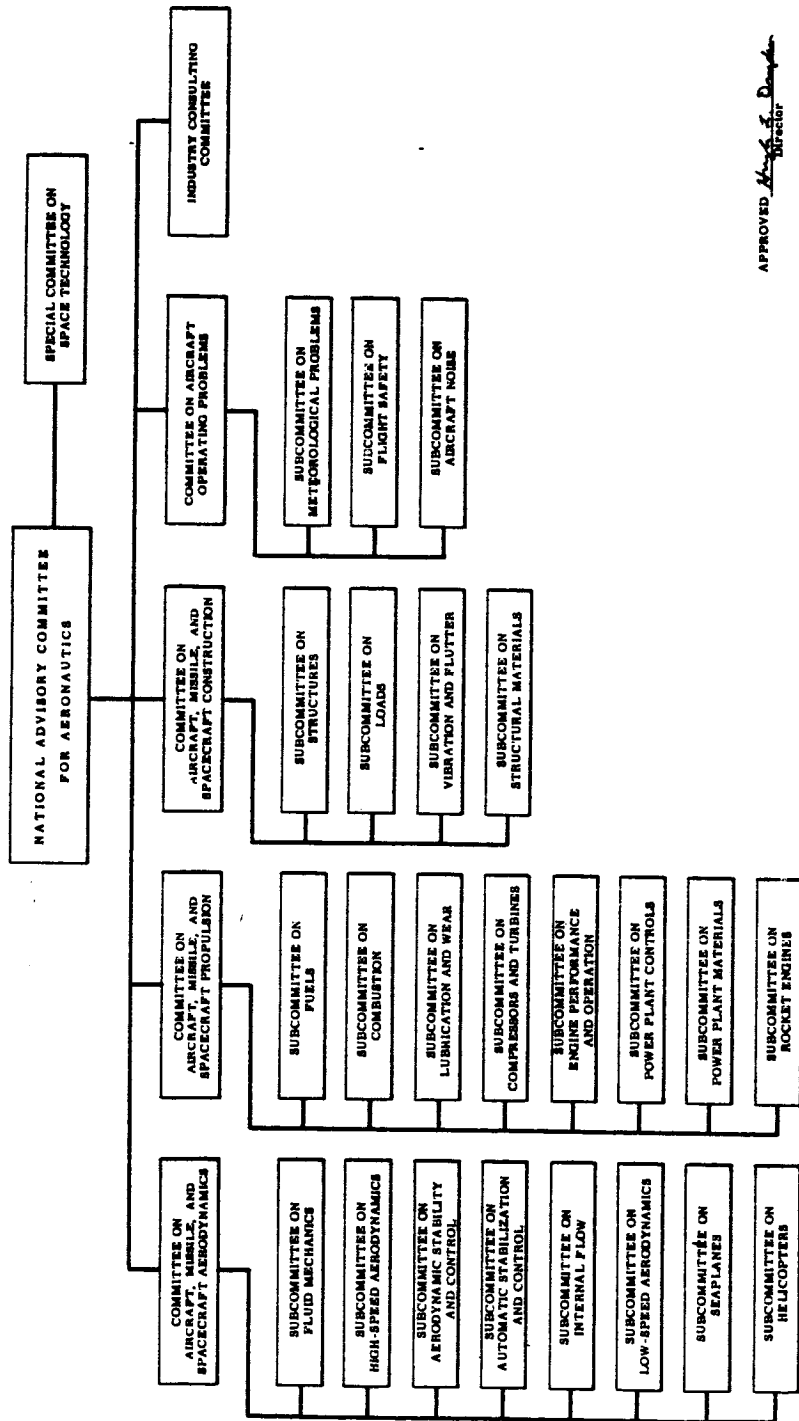 NATIONAL ADVISORY COMMITTEE
FOR AERONAUTICS
SPECIAL COMMITTEE ON
SPACE TECHNOLOGY
COMMITTEE ON
AIRCRAFT, MISSILE, AND
SPACECRAFT AERODYNAMICS
SUBCOMMITTEE ON
FLUID MECHANICS
SUBCOMMITTEE ON
HIGH-SPEED AERODYNAMICS
SUBCOMMITTEE ON
AERODYNAMIC STABILITY
AND CONTROL
SUBCOMMITTEE ON
AUTOMATIC STABILIZATION
AND CONTROL
SUBCOMMITTEE ON
INTERNAL FLOW
SUBCOMMITTEE ON
LOW-SPEED AERODYNAMICS
SUBCOMMITTEE ON
SEAPLANES
SUBCOMMITTEE ON
HELICOPTERS
COMMITTEE ON
AIRCRAFT, MISSILE, AND
SPACECRAFT PROPULSION
SUBCOMMITTEE ON
FUELS
SUBCOMMITTEE ON
COMBUSTION
SUBCOMMITTEE ON
LUBRICATION AND WEAR
SUBCOMMITTEE ON
COMPRESSORS AND TURBINES
SUBCOMMITTEE ON
ENGINE PERFORMANCE
AND OPERATION
SUBCOMMITTEE ON
POWER PLANT CONTROLS
SUBCOMMITTEE ON
POWER PLANT MATERIALS
SUBCOMMITTEE ON
ROCKET ENGINES
COMMITTEE ON
AIRCRAFT, MISSILE, AND
SPACECRAFT CONSTRUCTION
SUBCOMMITTEE ON
STRUCTURES
SUBCOMMITTEE ON
LOADS
SUBCOMMITTEE ON
VIBRATION AND FLUTTER
SUBCOMMITTEE ON
STRUCTURAL MATERIALS
COMMITTEE ON AIRCRAFT
OPERATING PROBLEMS
SUBCOMMITTEE ON
METEOROLOGICAL PROBLEMS
SUBCOMMITTEE ON
FLIGHT SAFETY
SUBCOMMITTEE ON
AIRCRAFT NOISE
INDUSTRY CONSULTING
COMMITTEE
APPROVED
Director